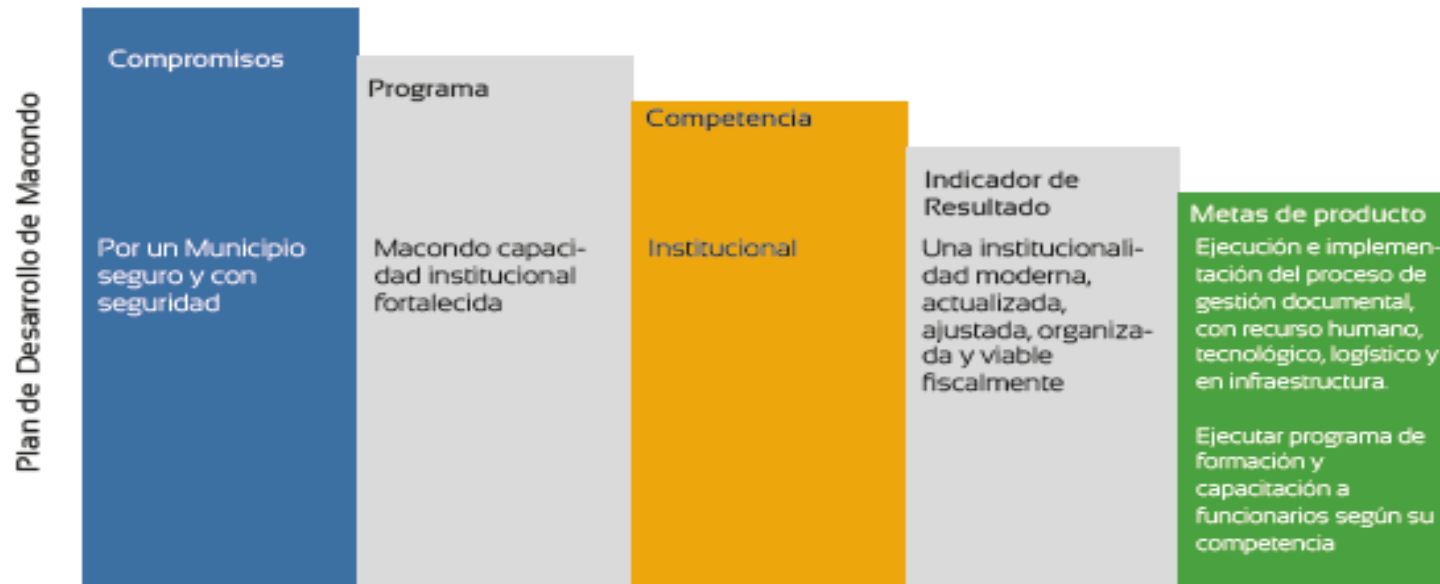 Plan de Desarrollo de Macondo
Compromisos
Por un Municipio
seguro y con
seguridad
Programa
Macondo capaci-
dad institucional
fortalecida
Competencia
Institucional
Indicador de
Resultado
Una institucionali-
dad moderna,
actualizada,
ajustada, organiza-
da y viable
fiscalmente
Metas de producto
Ejecución e implemen-
tación del proceso de
gestión documental,
con recurso humano,
tecnológico, logístico y
en infraestructura.
Ejecutar programa de
formación y
capacitación a
funcionarios según su
competencia